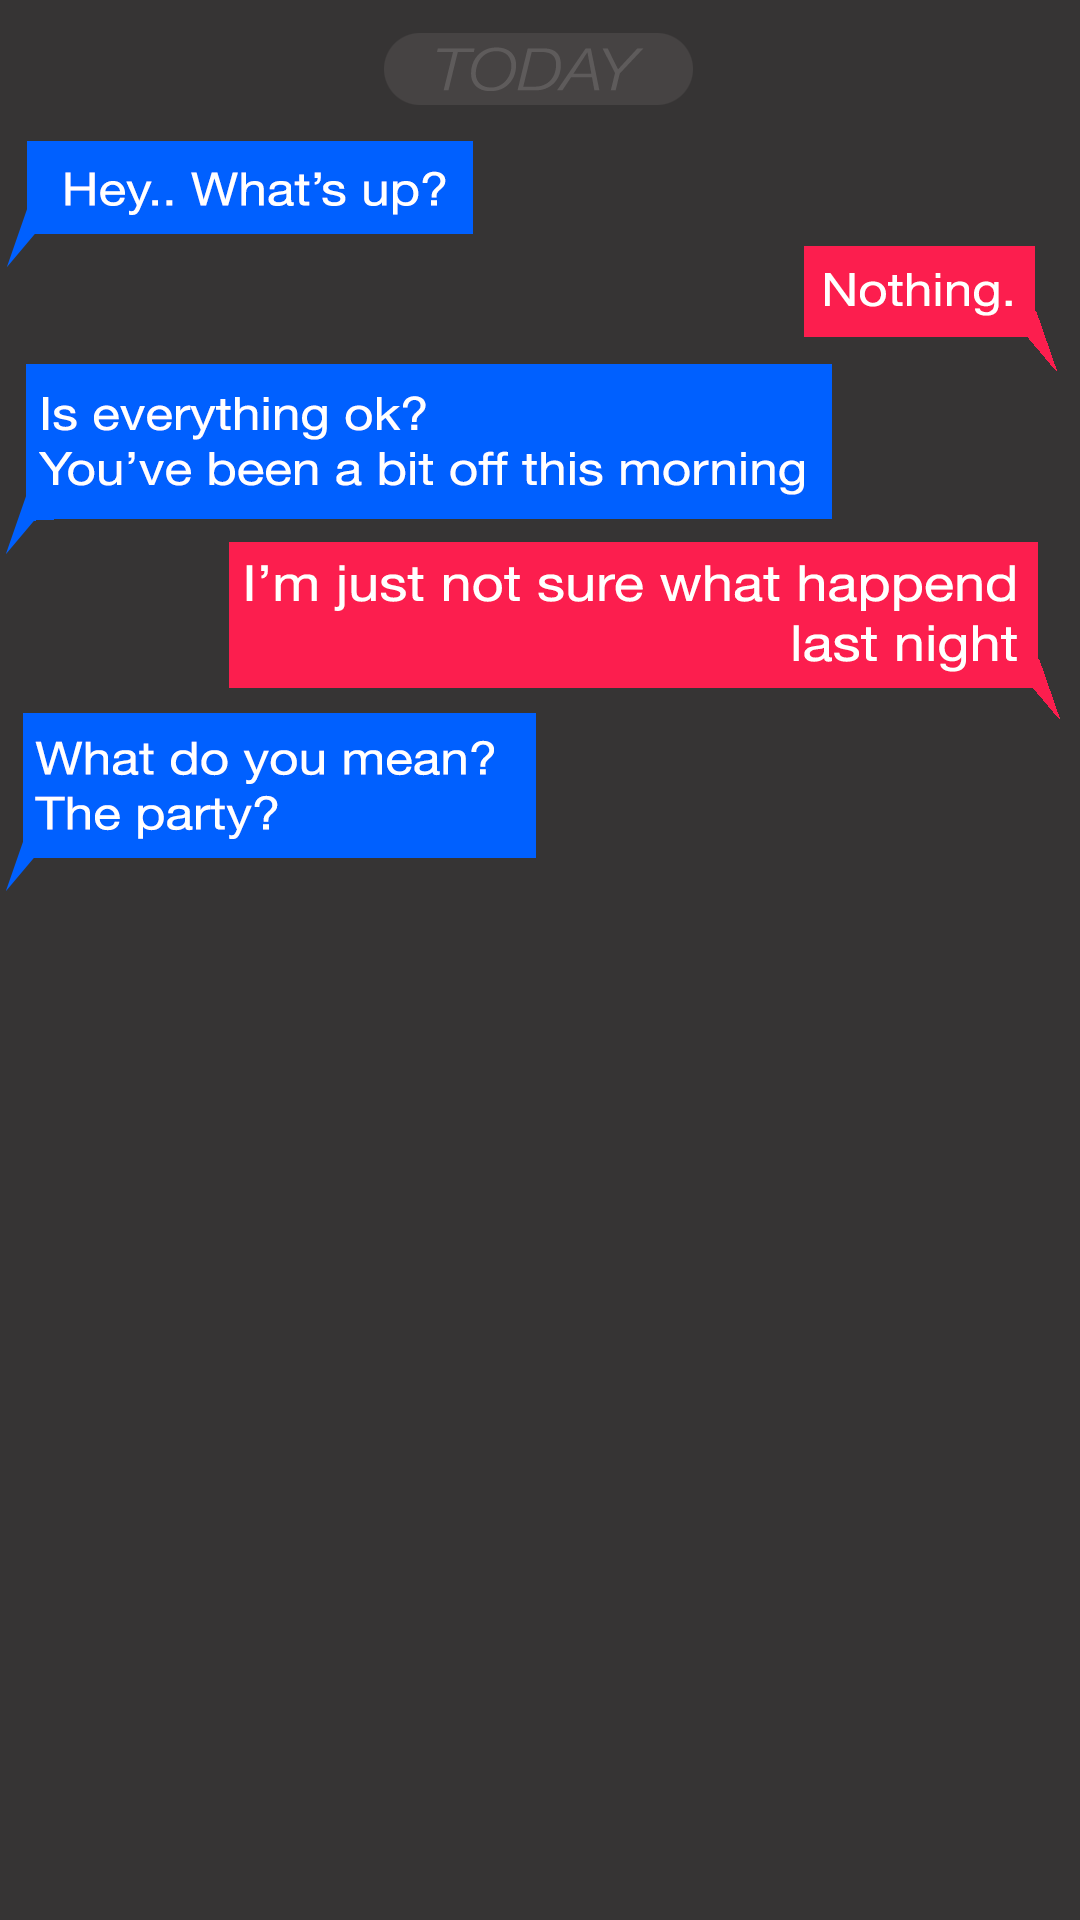 TODAY
Hey.. What’s up?
Nothing.
Is everything ok?
You’ve been a bit off this morning
I’m just not sure what happend
last night
What do you mean?
The party?